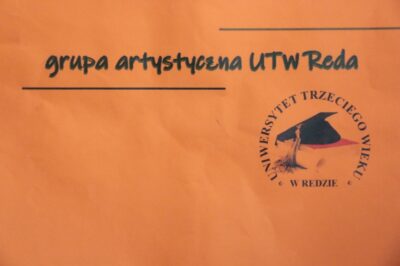 grupa artystyczna UTW Reda
UNIWERSYTET TRZECIEGO WIEKU
W REDZIE